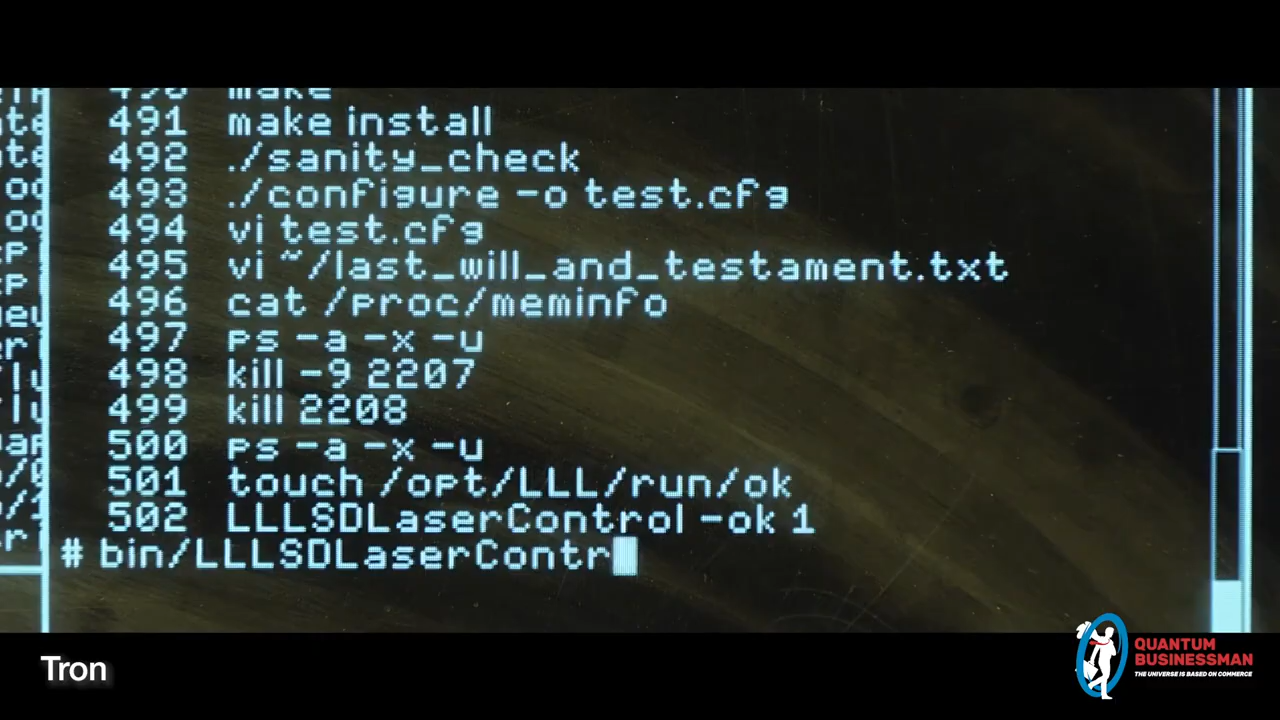 490 make
491 make install
492 ./sanity_check
493 ./configure -o test.cfg
494 vi test.cfg
495 vi ~/last_will_and_testament.txt
496 cat /proc/meminfo
497 ps -a -x -u
498 kill -9 2207
499 kill 2208
500 ps -a -x -u
501 touch /opt/LLL/run/ok
502 LLLSDLaserControl -ok 1
# bin/LLLSDLaserContr
Tron
QUANTUM
BUSINESSMAN
THE UNIVERSE IS BASED ON COMMERCE